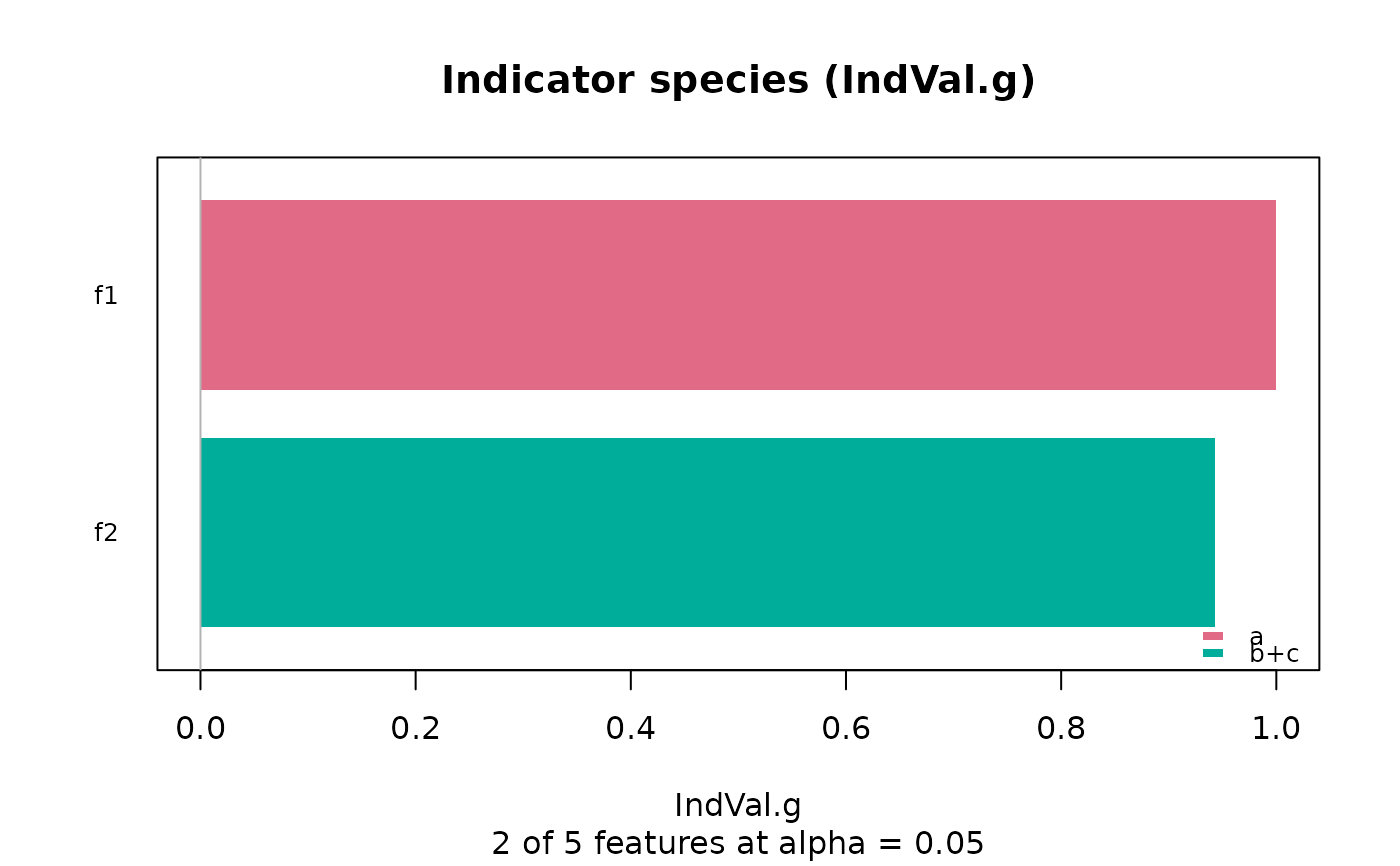 Indicator species (IndVal.g)
f1
f2
a
b+c
0.0 0.2 0.4 0.6 0.8 1.0
IndVal.g
2 of 5 features at alpha = 0.05